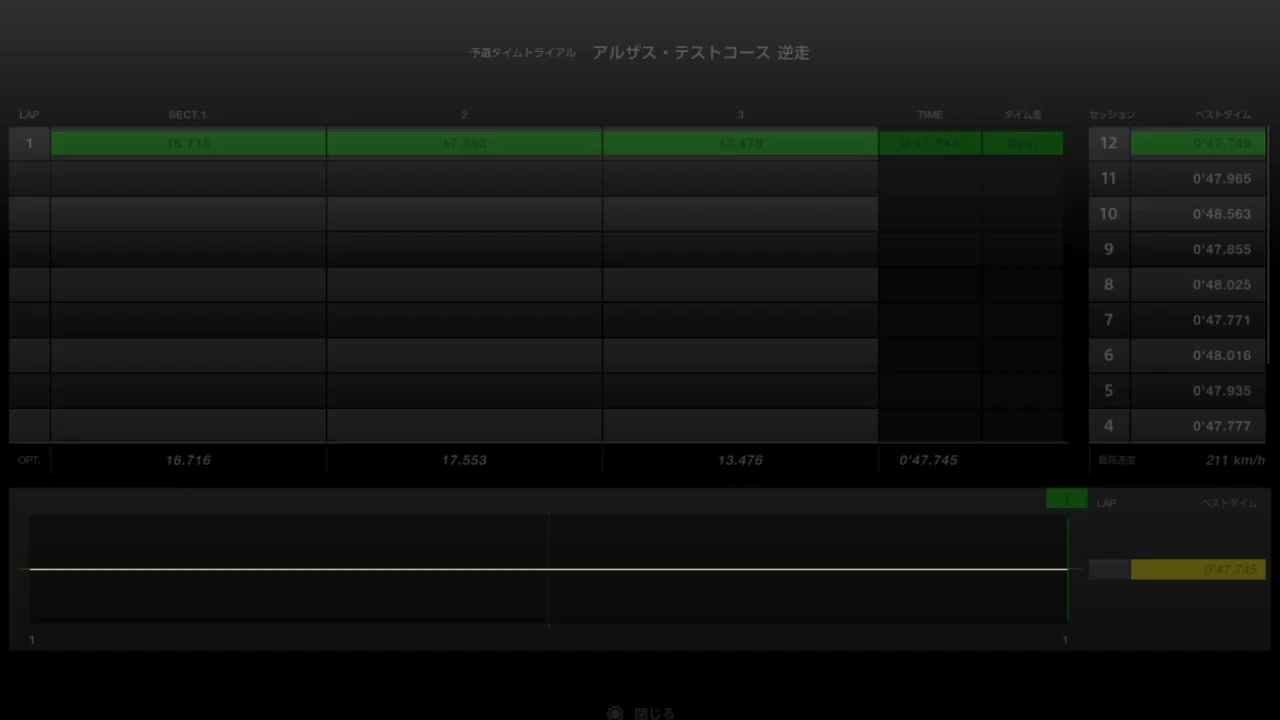 予選タイムトライアル アルザス・テストコース 逆走
LAP SECT.1 2 3 TIME タイム差 セッション ベストタイム
1 16.716 17.553 13.476 0'47.745 Best 12 0'47.745
11 0'47.965
10 0'48.563
9 0'47.855
8 0'48.025
7 0'47.771
6 0'48.016
5 0'47.935
4 0'47.777
OPT. 16.716 17.553 13.476 0'47.745 最高速度 211 km/h
1 LAP ベストタイム
0'47.745
1 1
閉じる